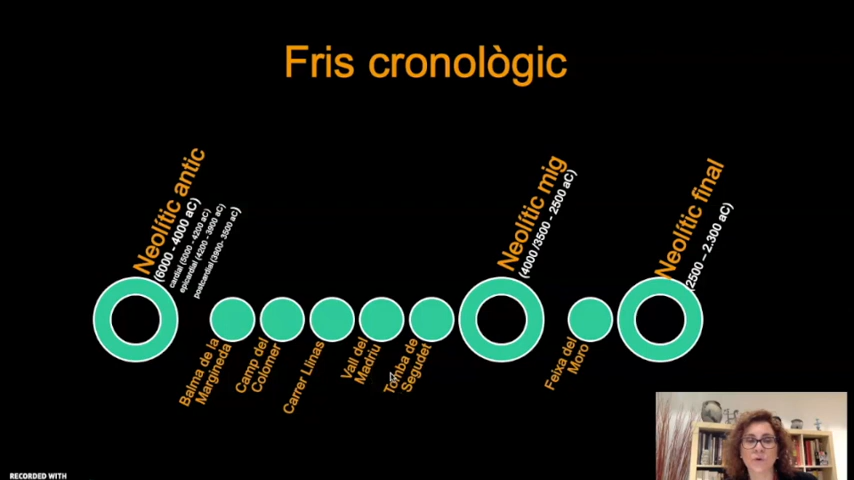 Fris cronològic
Neolític antic
(6000 - 4000 aC)
cardial (5000 - 4200 aC)
epicardial (4200 - 3900 aC)
postcardial (3900- 3500 aC)
Neolític mig
(4000/3500 - 2500 aC)
Neolític final
(2500 – 2.300 aC)
Balma de la
Margineda
Camp del
Colomer
Carrer Llinas
Vall del
Madriu
Tomba de
Segudet
Feixa del
Moro
RECORDED WITH